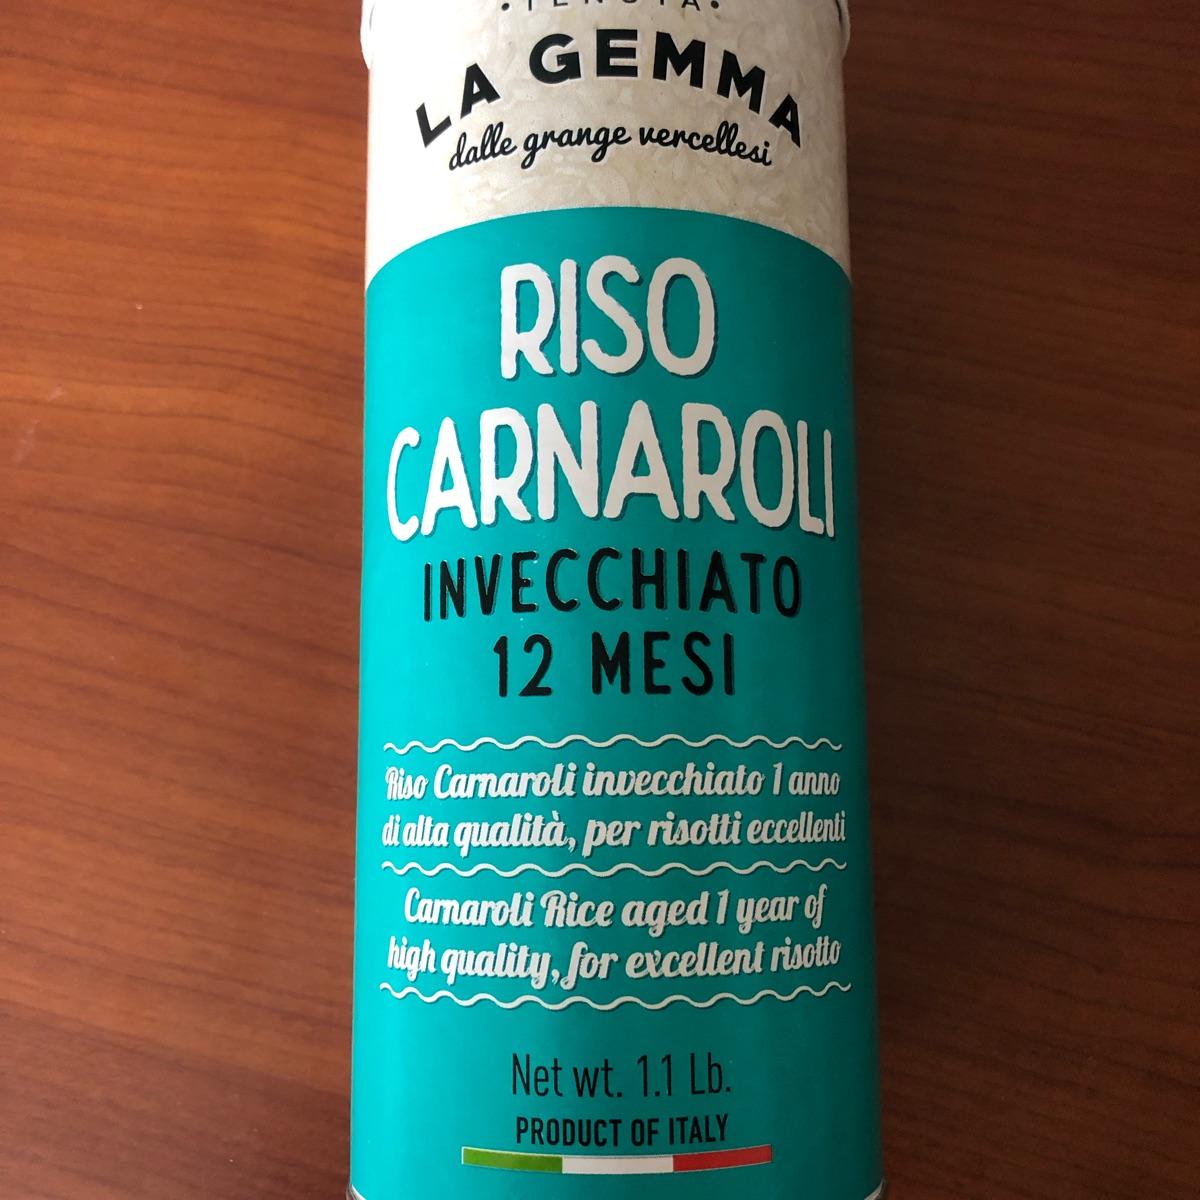 •TENUTA•
LA GEMMA
dalle grange vercellesi
RISO
CARNAROLI
INVECCHIATO
12 MESI
Riso Carnaroli invecchiato 1 anno
di alta qualità, per risotti eccellenti
Carnaroli Rice aged 1 year of
high quality, for excellent risotto
Net wt. 1.1 Lb.
PRODUCT OF ITALY